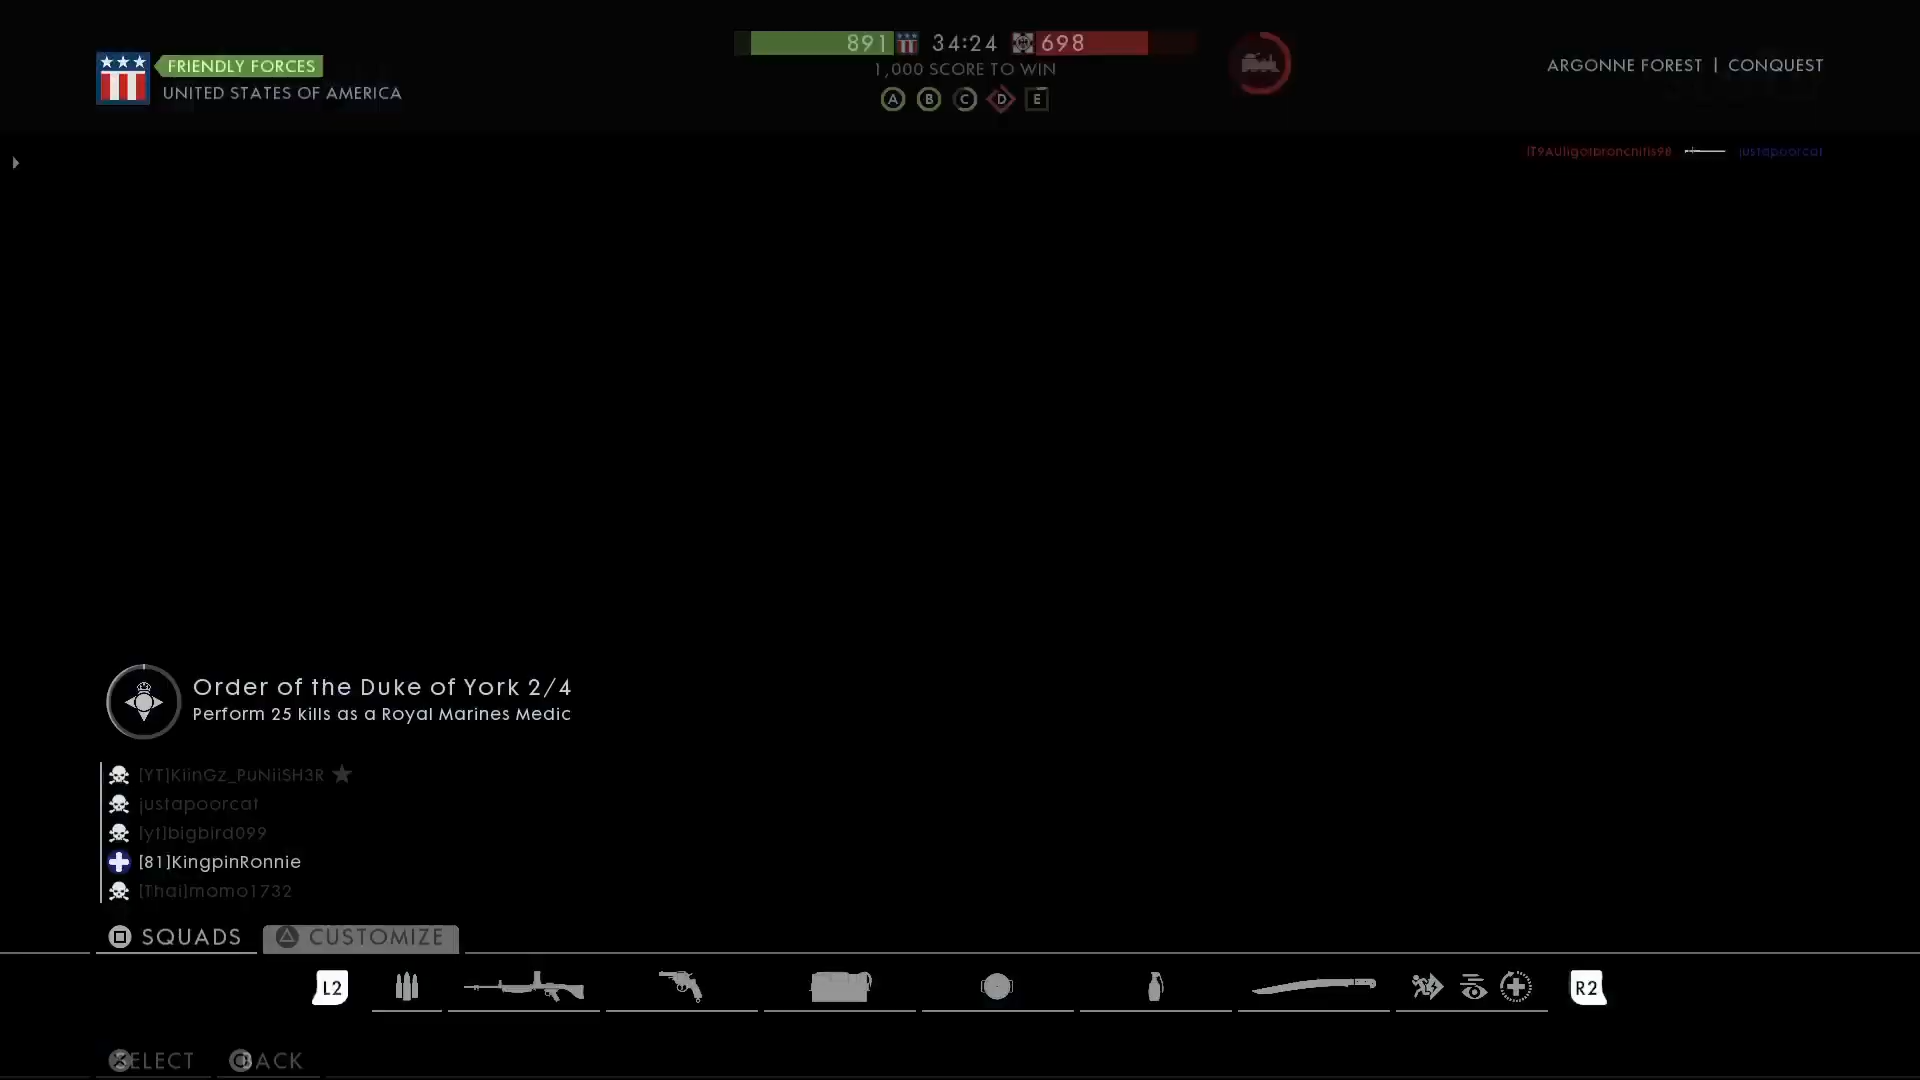 FRIENDLY FORCES
UNITED STATES OF AMERICA
891 34:24 698
1,000 SCORE TO WIN
A B C D E
ARGONNE FOREST | CONQUEST
justapoorcat
Order of the Duke of York 2/4
Perform 25 kills as a Royal Marines Medic
[YT]KiinGz_PuNiiSH3R
justapoorcat
[yt]bigbird099
[81]KingpinRonnie
[Thai]momo1732
SQUADS CUSTOMIZE
L2 R2
SELECT BACK